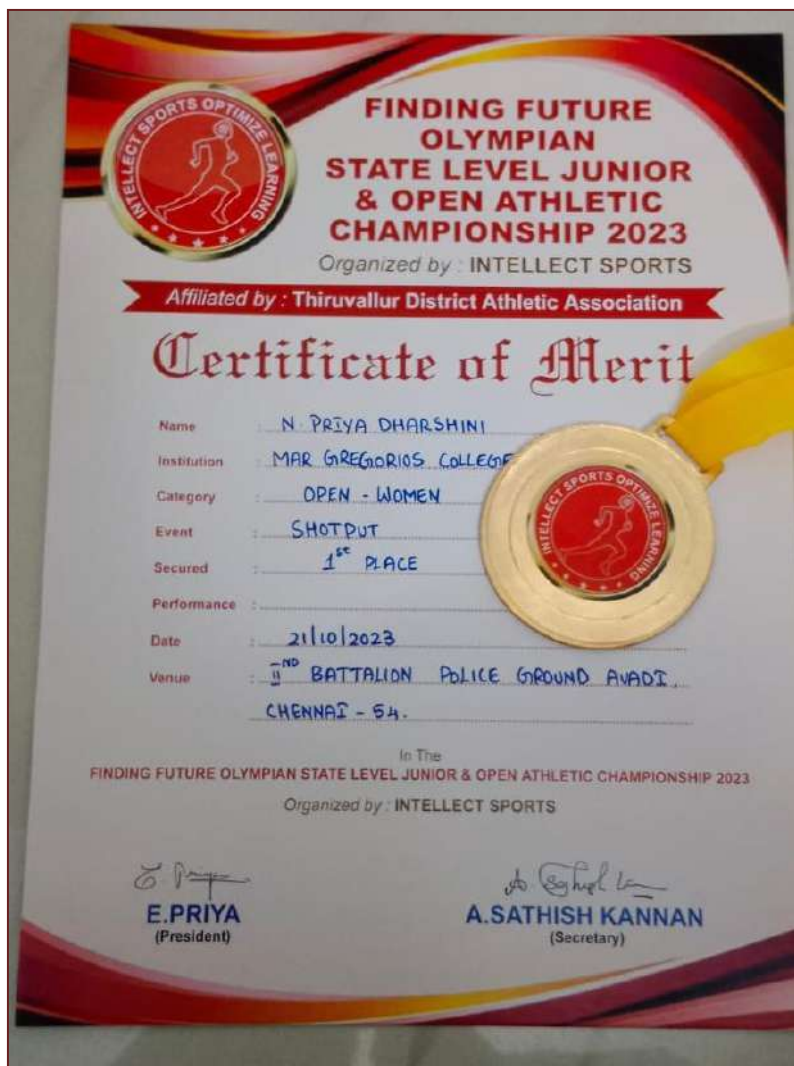 INTELLECT SPORTS OPTIMIZE LEARNING
FINDING FUTURE
OLYMPIAN
STATE LEVEL JUNIOR
& OPEN ATHLETIC
CHAMPIONSHIP 2023
Organized by : INTELLECT SPORTS
Affiliated by : Thiruvallur District Athletic Association
Certificate of Merit
Name : N. PRIYA DHARSHINI
Institution : MAR GREGORIOS COLLEGE
Category : OPEN - WOMEN
Event : SHOTPUT
Secured : 1st PLACE
INTELLECT SPORTS OPTIMIZE LEARNING
Performance :
Date : 21/10/2023
Venue : IIND BATTALION POLICE GROUND AVADI,
CHENNAI - 54.
In The
FINDING FUTURE OLYMPIAN STATE LEVEL JUNIOR & OPEN ATHLETIC CHAMPIONSHIP 2023
Organized by : INTELLECT SPORTS
E. Priya
E.PRIYA
(President)
A.SATHISH KANNAN
(Secretary)